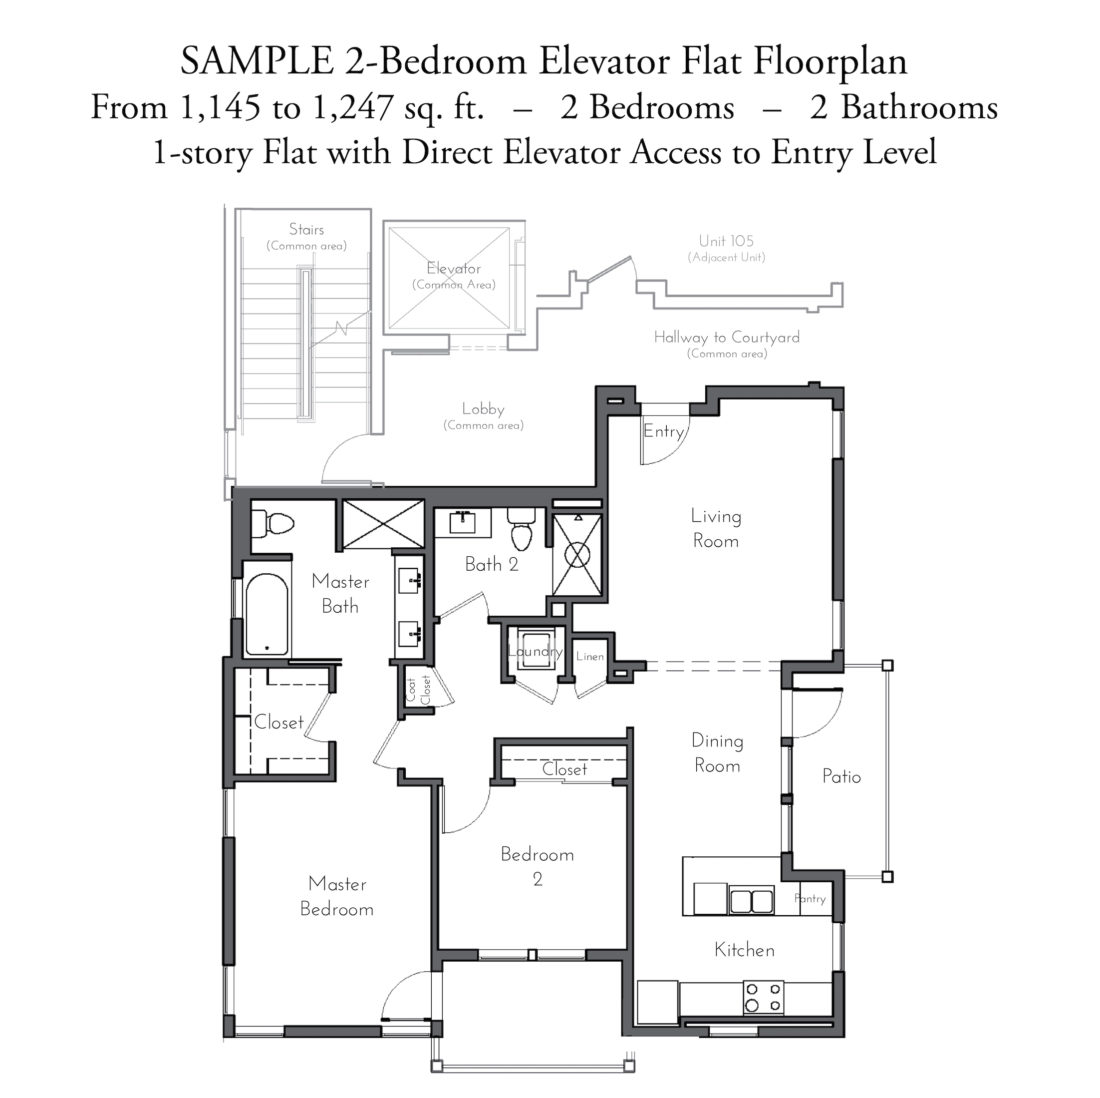 SAMPLE 2-Bedroom Elevator Flat Floorplan
From 1,145 to 1,247 sq. ft. – 2 Bedrooms – 2 Bathrooms
1-story Flat with Direct Elevator Access to Entry Level
Stairs
(Common area)
Elevator
(Common Area)
Unit 105
(Adjacent Unit)
Hallway to Courtyard
(Common area)
Lobby
(Common area)
Entry
Living
Room
Bath 2
Master
Bath
Laundry
Linen
Coat
Closet
Closet
Closet
Dining
Room
Patio
Bedroom
2
Master
Bedroom
Pantry
Kitchen